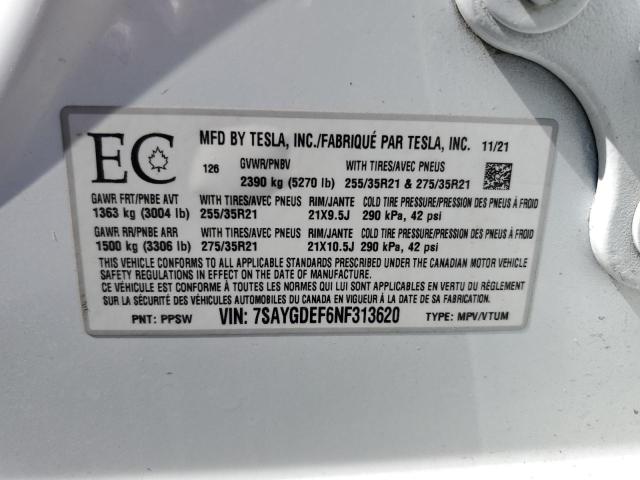 EC MFD BY TESLA, INC./FABRIQUÉ PAR TESLA, INC. 11/21
126 GVWR/PNBV WITH TIRES/AVEC PNEUS
2390 kg (5270 lb) 255/35R21 & 275/35R21
GAWR FRT/PNBE AVT WITH TIRES/AVEC PNEUS RIM/JANTE COLD TIRE PRESSURE/PRESSION DES PNEUS À FROID
1363 kg (3004 lb) 255/35R21 21X9.5J 290 kPa, 42 psi
GAWR RR/PNBE ARR WITH TIRES/AVEC PNEUS RIM/JANTE COLD TIRE PRESSURE/PRESSION DES PNEUS À FROID
1500 kg (3306 lb) 275/35R21 21X10.5J 290 kPa, 42 psi
THIS VEHICLE CONFORMS TO ALL APPLICABLE STANDARDS PRESCRIBED UNDER THE CANADIAN MOTOR VEHICLE
SAFETY REGULATIONS IN EFFECT ON THE DATE OF MANUFACTURE.
CE VÉHICULE EST CONFORME À TOUTES LES NORMES QUI LUI SONT APPLICABLES EN VERTU DU RÈGLEMENT
SUR LA SÉCURITÉ DES VÉHICULES AUTOMOBILES DU CANADA EN VIGUEUR À LA DATE DE SA FABRICATION.
PNT: PPSW VIN: 7SAYGDEF6NF313620 TYPE: MPV/VTUM